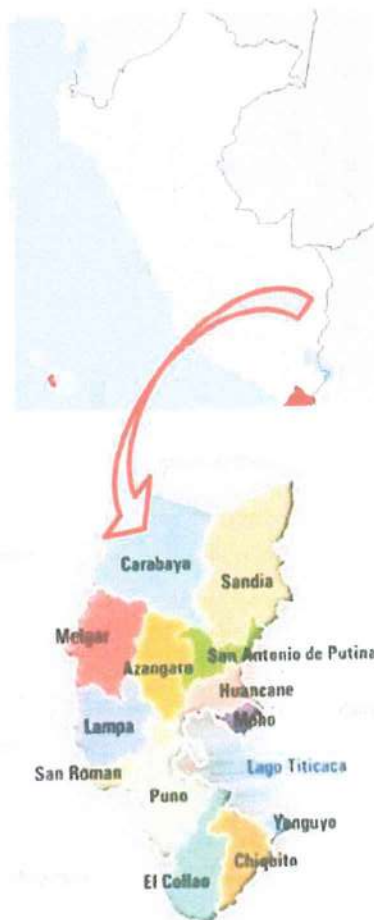 Carabaya
Sandia
Melgar
Azangaro
San Antonio de Putina
Huancane
Moho
Lampa
Lago Titicaca
San Roman
Puno
Yunguyo
Chiqbito
El Collao